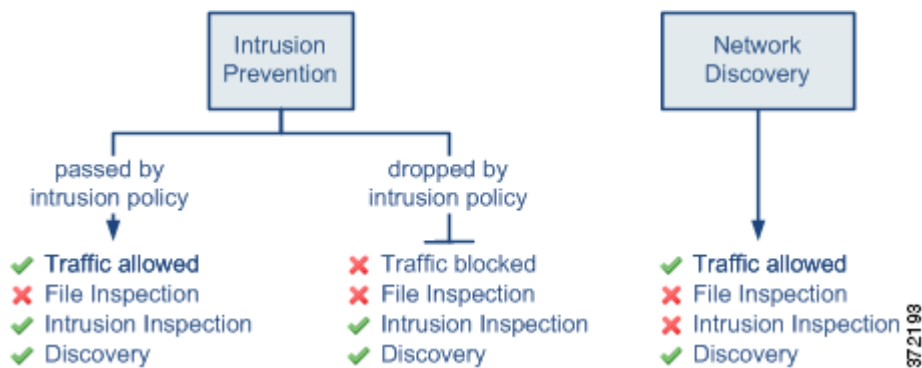 Intrusion
Prevention
Network
Discovery
passed by
intrusion policy
dropped by
intrusion policy
Traffic allowed
File Inspection
Intrusion Inspection
Discovery
Traffic blocked
File Inspection
Intrusion Inspection
Discovery
Traffic allowed
File Inspection
Intrusion Inspection
Discovery
372193